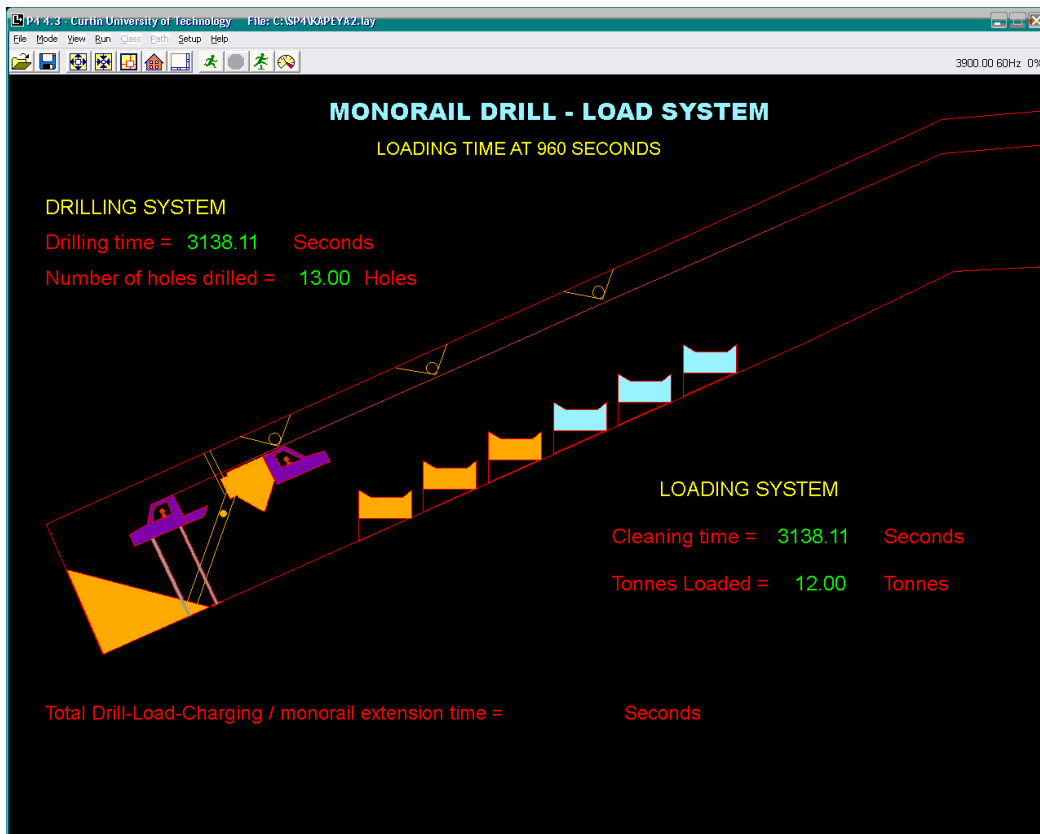 P4 4.3 - Curtin University of Technology File: C:\SP4\KAPEYA2.lay
File Mode View Run Class Path Setup Help
3900.00 60Hz 0%
MONORAIL DRILL - LOAD SYSTEM
LOADING TIME AT 960 SECONDS
DRILLING SYSTEM
Drilling time = 3138.11 Seconds
Number of holes drilled = 13.00 Holes
LOADING SYSTEM
Cleaning time = 3138.11 Seconds
Tonnes Loaded = 12.00 Tonnes
Total Drill-Load-Charging / monorail extension time = Seconds